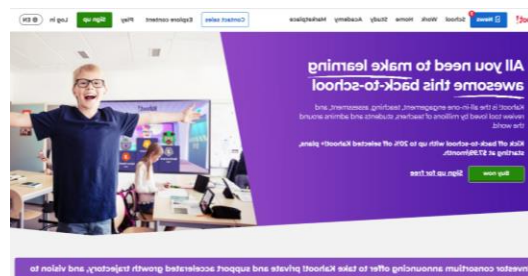 News School Work Home Study Academy Marketplace Contact sales Explore content Play Sign up Log in EN
All you need to make learning
awesome this back-to-school
Kahoot! is the all-in-one engagement, teaching, assessment, and
review tool loved by millions of teachers, students and admins around
the world.
Kick off back-to-school with up to 20% off selected Kahoot!+ plans,
starting at $7.99/month.
Buy now Sign up for free
investor consortium announcing offer to take Kahoot! private and support accelerated growth trajectory, and vision to